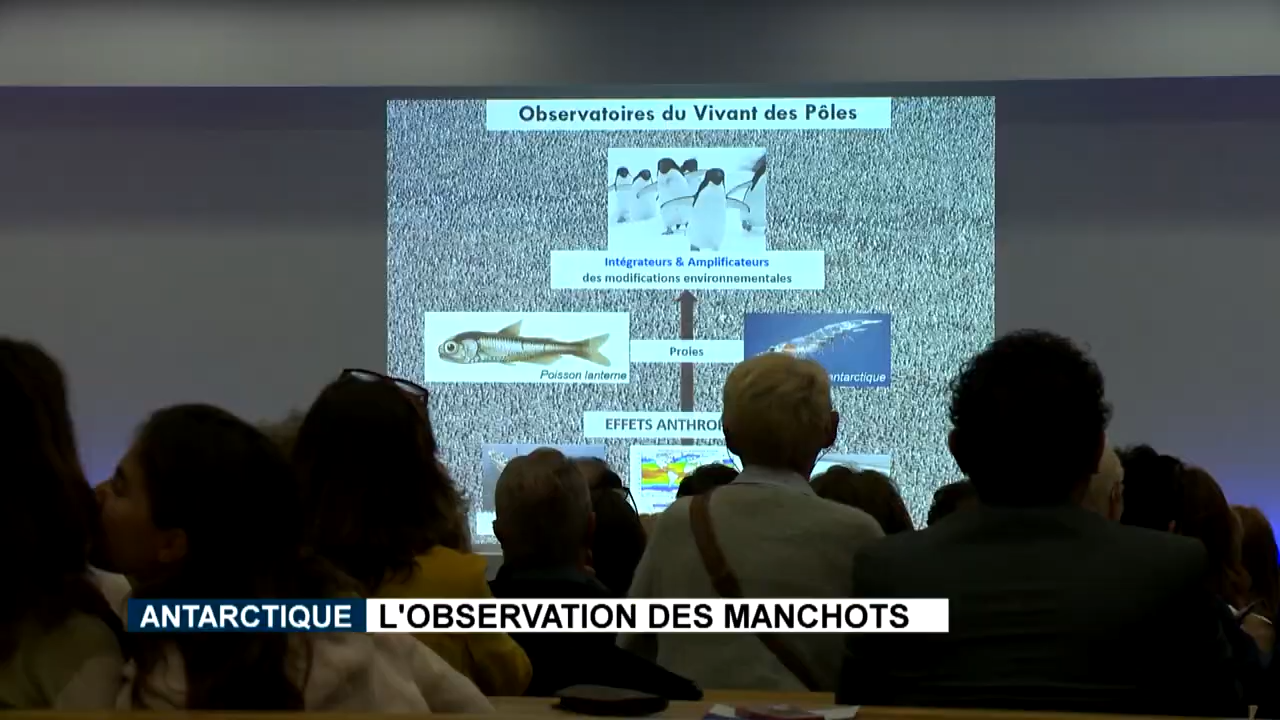 Observatoires du Vivant des Pôles
Intégrateurs & Amplificateurs
des modifications environnementales
Proies
Poisson lanterne
antarctique
EFFETS
ANTARCTIQUE L'OBSERVATION DES MANCHOTS